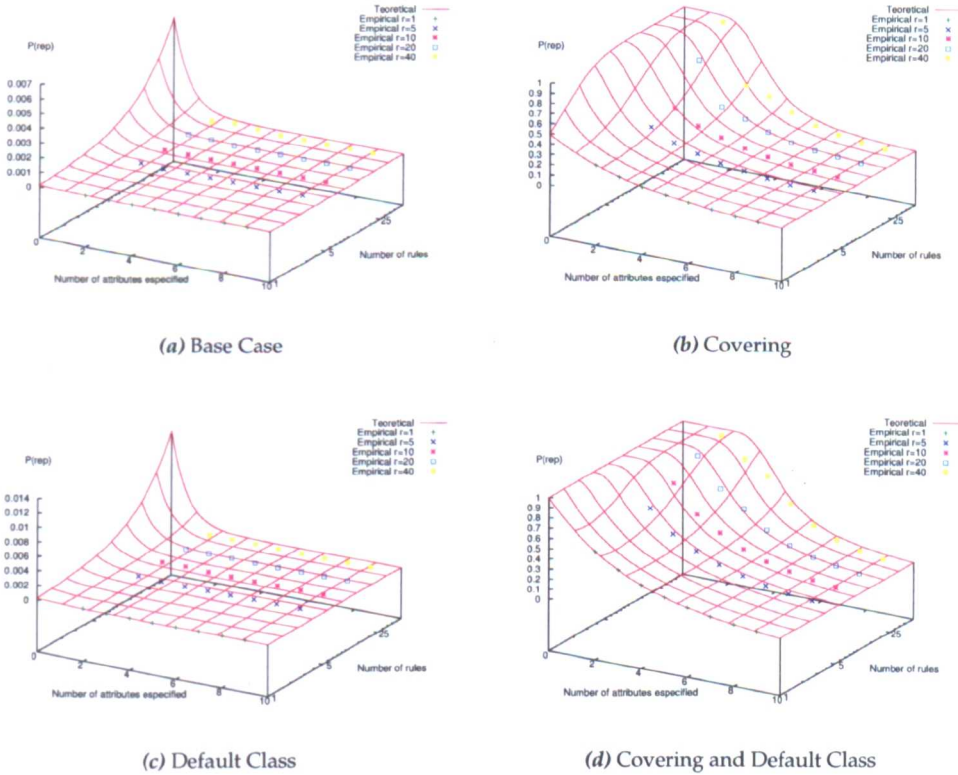 Teoretical
Empirical r=1
Empirical r=5
Empirical r=10
Empirical r=20
Empirical r=40
P(rep)
0.007
0.006
0.005
0.004
0.003
0.002
0.001
0
0
2
4
6
8
10
1
5
25
Number of attributes especified
Number of rules
(a) Base Case
Teoretical
Empirical r=1
Empirical r=5
Empirical r=10
Empirical r=20
Empirical r=40
P(rep)
1
0.9
0.8
0.7
0.6
0.5
0.4
0.3
0.2
0.1
0
0
2
4
6
8
10
1
5
25
Number of attributes especified
Number of rules
(b) Covering
Teoretical
Empirical r=1
Empirical r=5
Empirical r=10
Empirical r=20
Empirical r=40
P(rep)
0.014
0.012
0.01
0.008
0.006
0.004
0.002
0
0
2
4
6
8
10
1
5
25
Number of attributes especified
Number of rules
(c) Default Class
Teoretical
Empirical r=1
Empirical r=5
Empirical r=10
Empirical r=20
Empirical r=40
P(rep)
1
0.9
0.8
0.7
0.6
0.5
0.4
0.3
0.2
0.1
0
0
2
4
6
8
10
1
5
25
Number of attributes especified
Number of rules
(d) Covering and Default Class